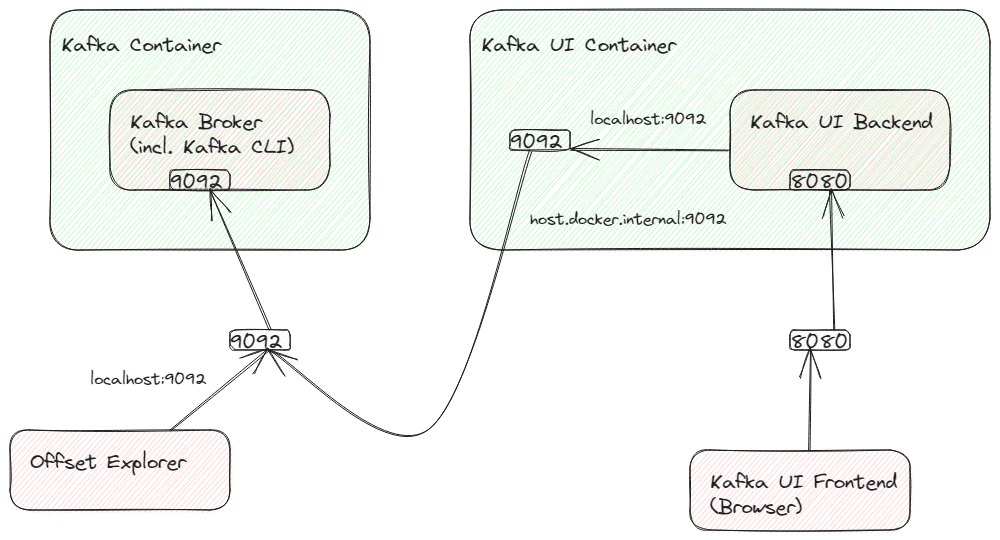 Kafka Container
Kafka UI Container
Kafka Broker
(incl. Kafka CLI)
9092
localhost:9092
9092
Kafka UI Backend
8080
host.docker.internal:9092
9092
8080
localhost:9092
Offset Explorer
Kafka UI Frontend
(Browser)